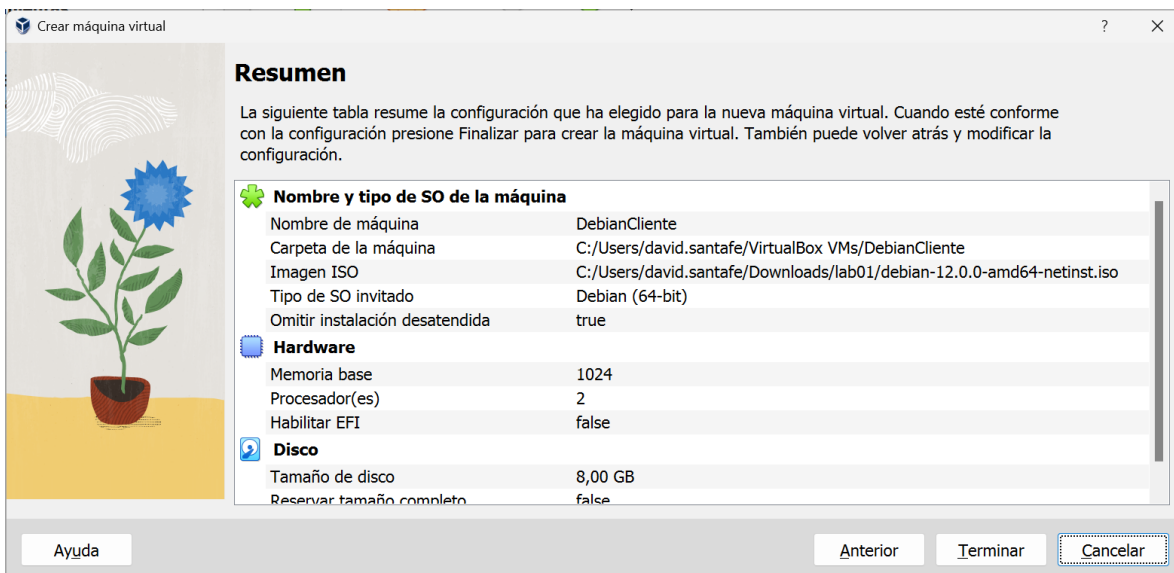 Crear máquina virtual
?
Resumen
La siguiente tabla resume la configuración que ha elegido para la nueva máquina virtual. Cuando esté conforme
con la configuración presione Finalizar para crear la máquina virtual. También puede volver atrás y modificar la
configuración.
Nombre y tipo de SO de la máquina
Nombre de máquina DebianCliente
Carpeta de la máquina C:/Users/david.santafe/VirtualBox VMs/DebianCliente
Imagen ISO C:/Users/david.santafe/Downloads/lab01/debian-12.0.0-amd64-netinst.iso
Tipo de SO invitado Debian (64-bit)
Omitir instalación desatendida true
Hardware
Memoria base 1024
Procesador(es) 2
Habilitar EFI false
Disco
Tamaño de disco 8,00 GB
Reservar tamaño completo false
Ayuda Anterior Terminar Cancelar